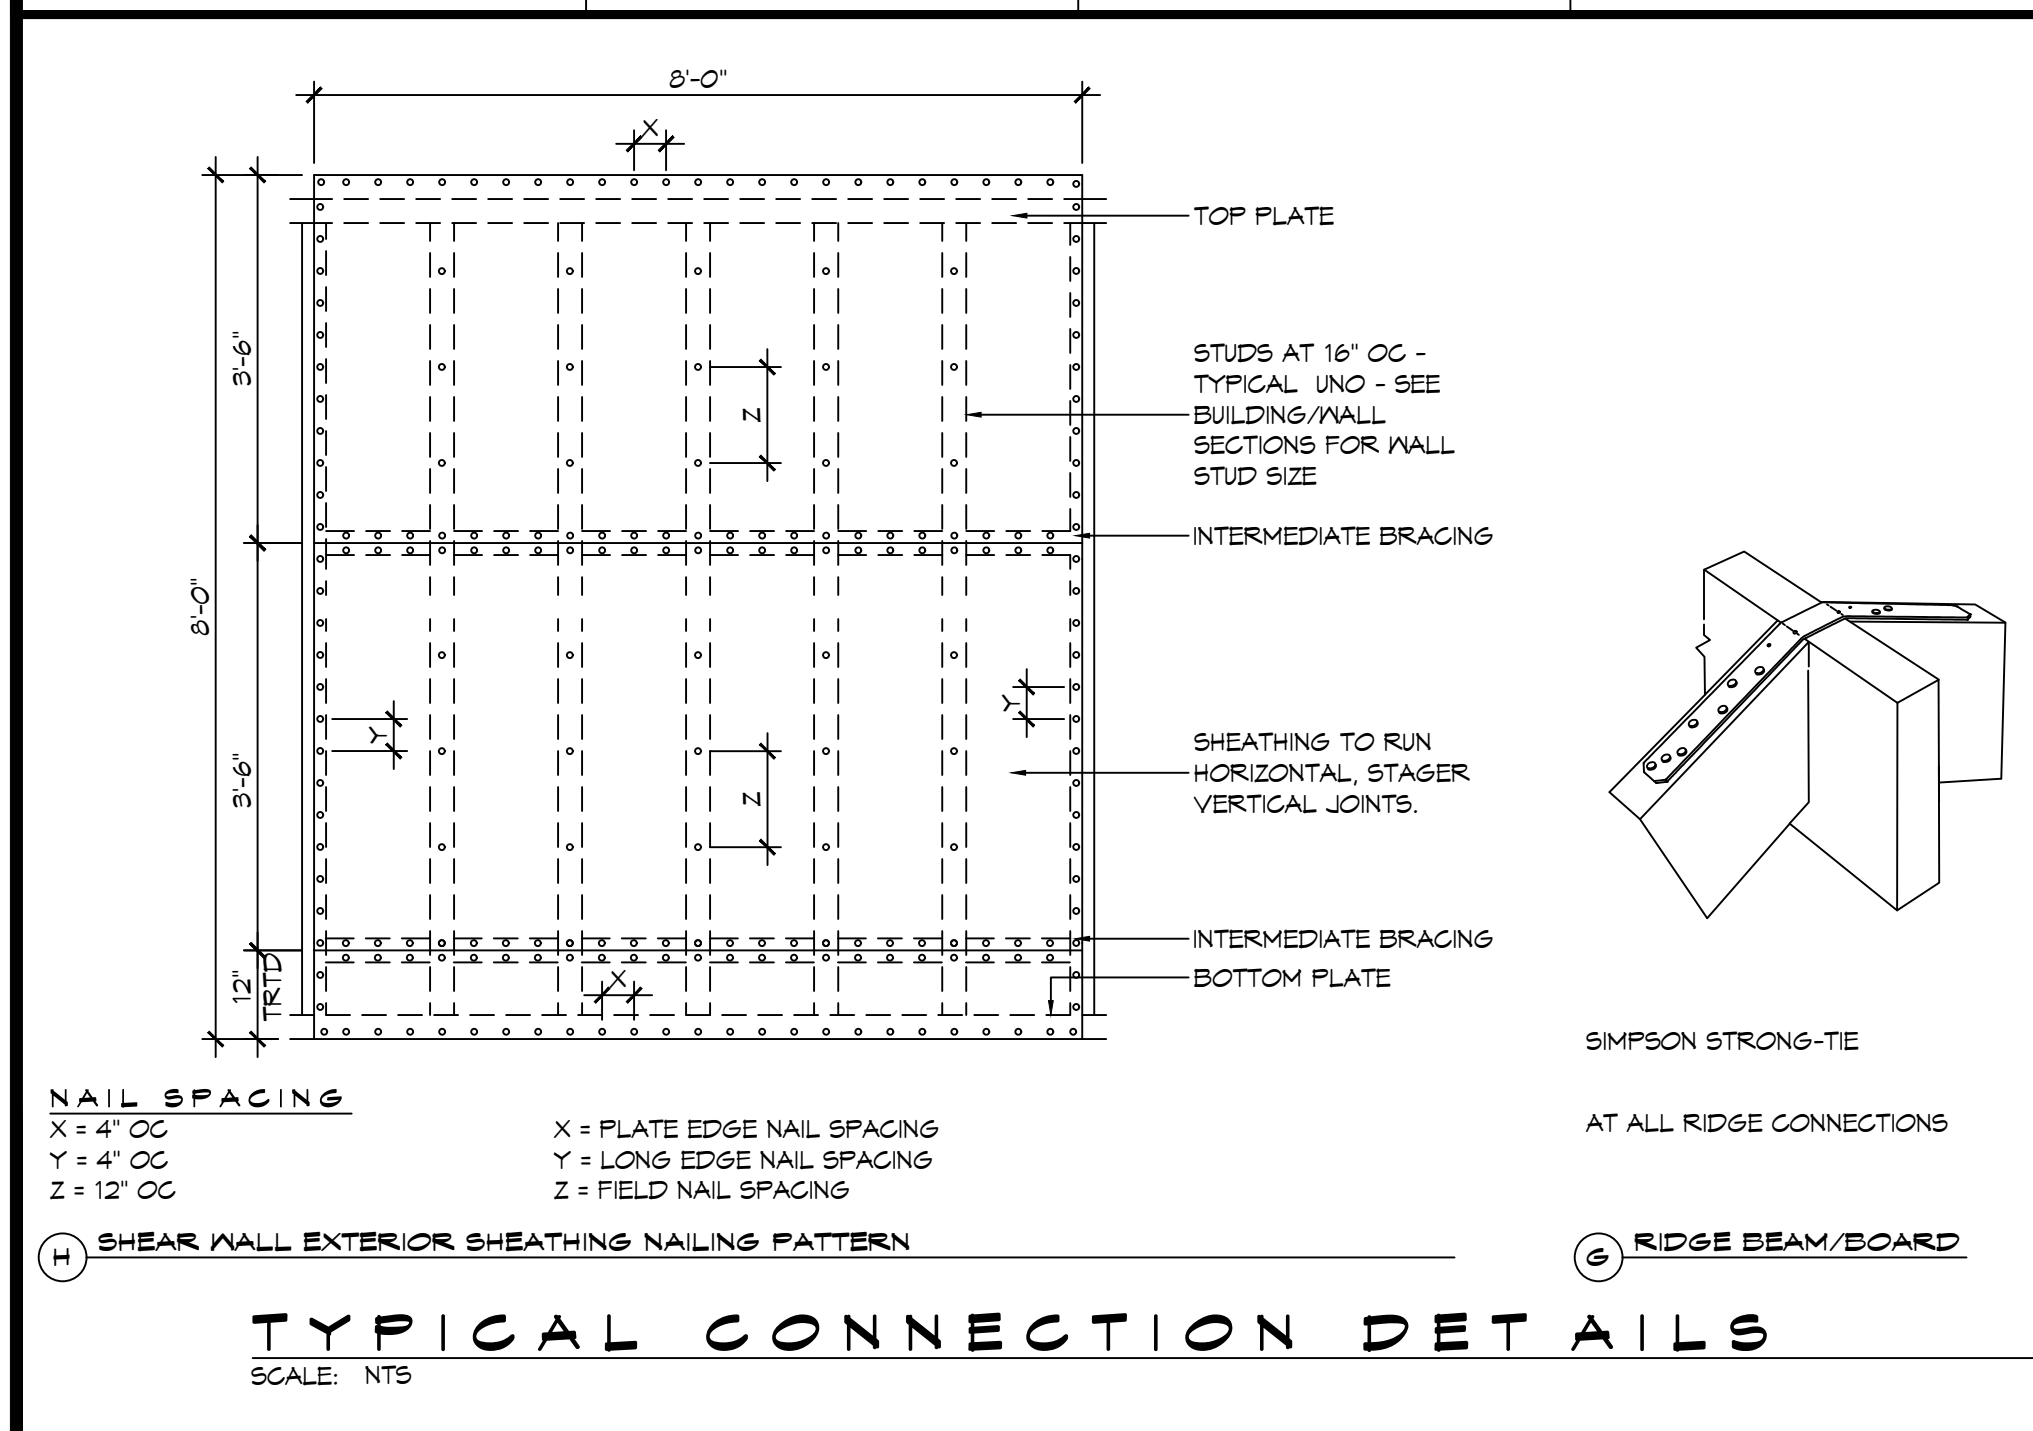 8'-0"
X
TOP PLATE
3'-6"
Z
STUDS AT 16" OC -
TYPICAL UNO - SEE
BUILDING/WALL
SECTIONS FOR WALL
STUD SIZE
INTERMEDIATE BRACING
8'-0"
Y
Y
3'-6"
Z
SHEATHING TO RUN
HORIZONTAL, STAGER
VERTICAL JOINTS.
INTERMEDIATE BRACING
BOTTOM PLATE
12"
TRTD
X
SIMPSON STRONG-TIE
AT ALL RIDGE CONNECTIONS
NAIL SPACING
X = 4" OC
Y = 4" OC
Z = 12" OC
X = PLATE EDGE NAIL SPACING
Y = LONG EDGE NAIL SPACING
Z = FIELD NAIL SPACING
H SHEAR WALL EXTERIOR SHEATHING NAILING PATTERN
G RIDGE BEAM/BOARD
TYPICAL CONNECTION DETAILS
SCALE: NTS